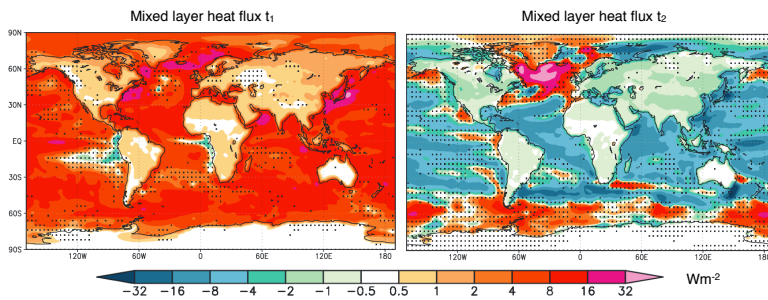 Mixed layer heat flux t₁
Mixed layer heat flux t₂
90N
60N
30N
EQ
30S
60S
90S
120W 60W 0 60E 120E 180
120W 60W 0 60E 120E 180
−32 −16 −8 −4 −2 −1 −0.5 0.5 1 2 4 8 16 32
Wm⁻²